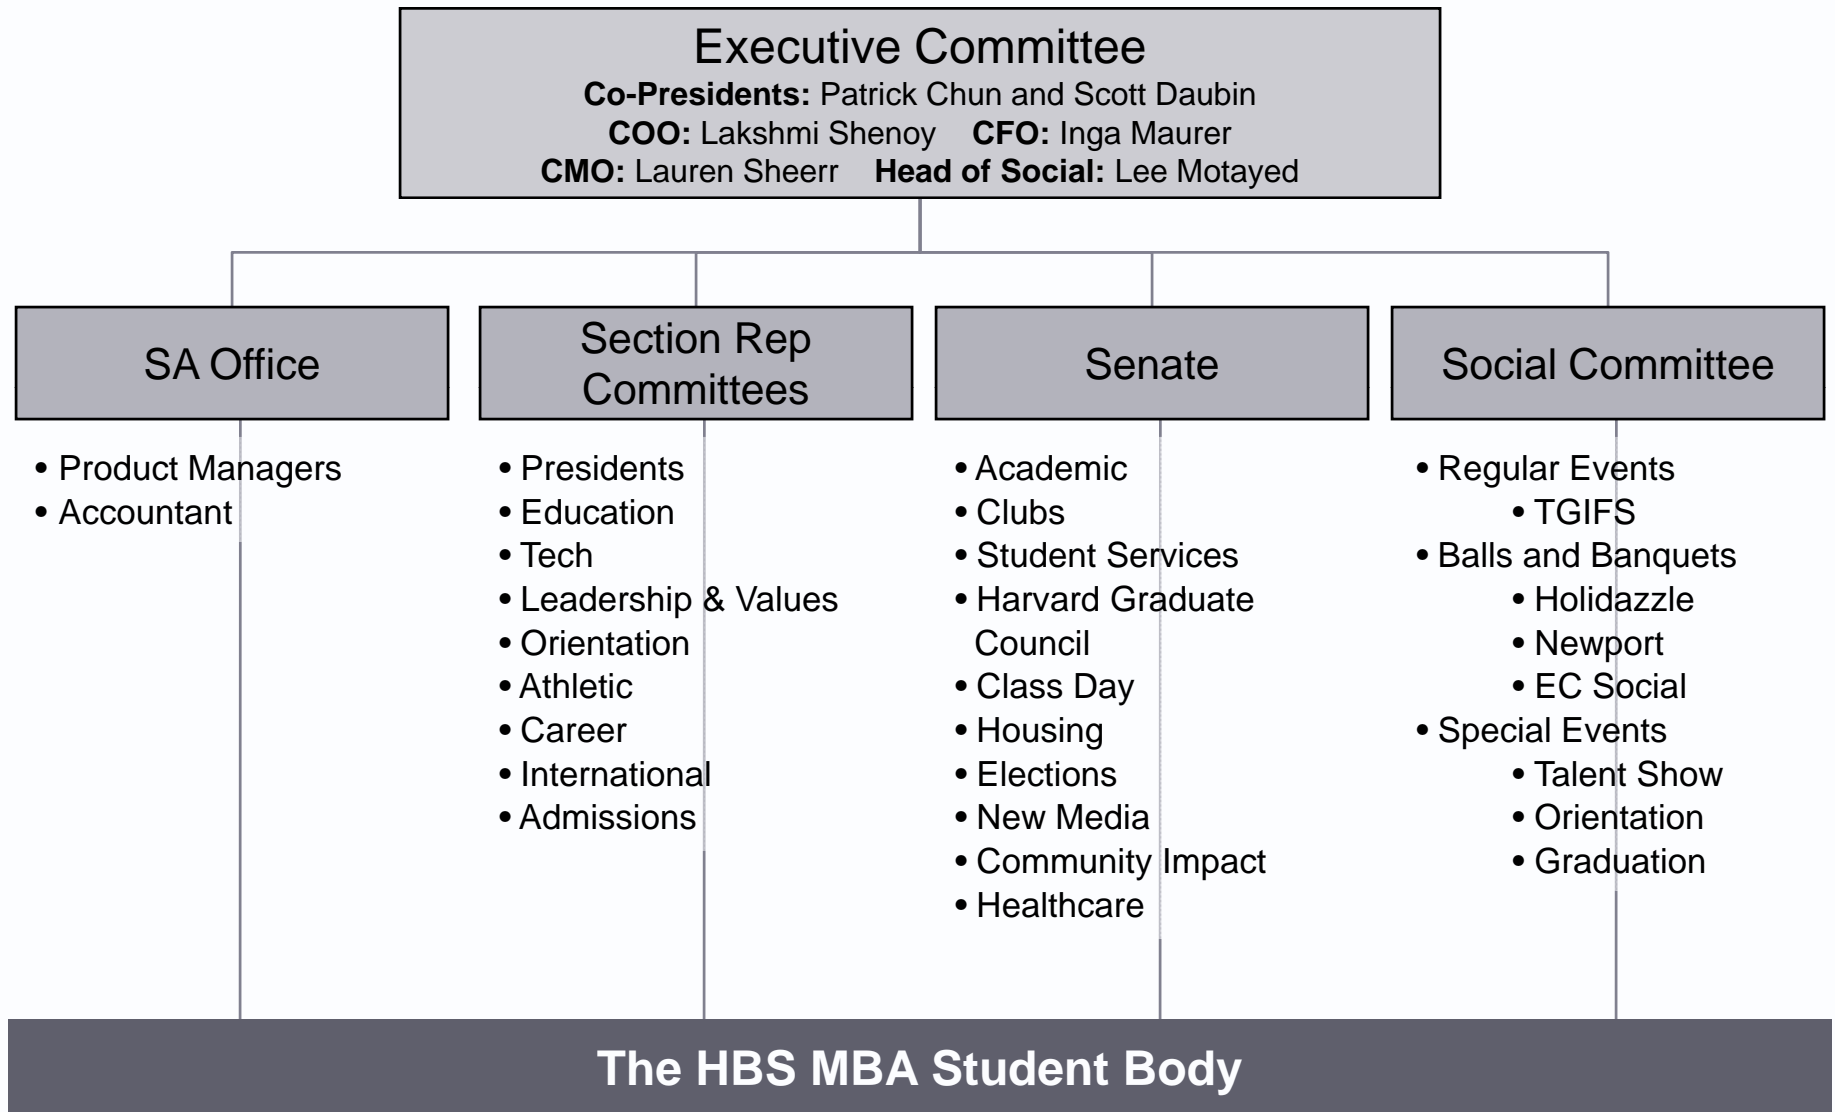 Executive Committee
Co-Presidents: Patrick Chun and Scott Daubin
COO: Lakshmi Shenoy CFO: Inga Maurer
CMO: Lauren Sheerr Head of Social: Lee Motayed
SA Office
• Product Managers
• Accountant
Section Rep
Committees
• Presidents
• Education
• Tech
• Leadership & Values
• Orientation
• Athletic
• Career
• International
• Admissions
Senate
• Academic
• Clubs
• Student Services
• Harvard Graduate
Council
• Class Day
• Housing
• Elections
• New Media
• Community Impact
• Healthcare
Social Committee
• Regular Events
• TGIFS
• Balls and Banquets
• Holidazzle
• Newport
• EC Social
• Special Events
• Talent Show
• Orientation
• Graduation
The HBS MBA Student Body